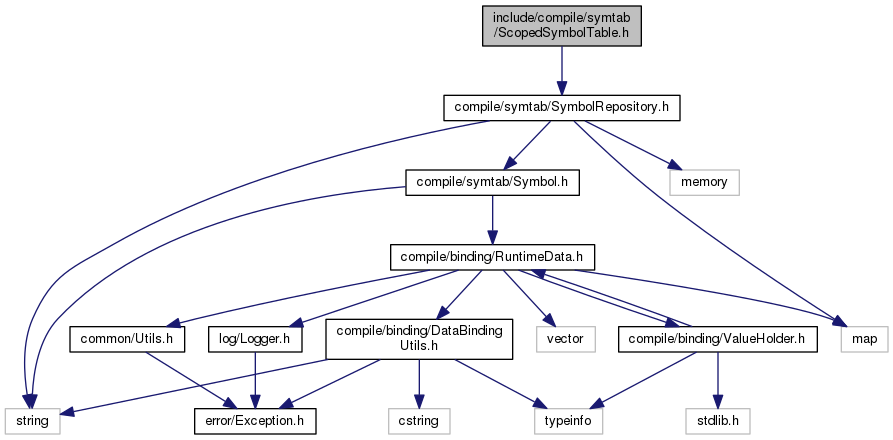 include/compile/symtab
/ScopedSymbolTable.h
compile/symtab/SymbolRepository.h
compile/symtab/Symbol.h
memory
compile/binding/RuntimeData.h
common/Utils.h
log/Logger.h
compile/binding/DataBinding
Utils.h
vector
compile/binding/ValueHolder.h
map
string
error/Exception.h
cstring
typeinfo
stdlib.h